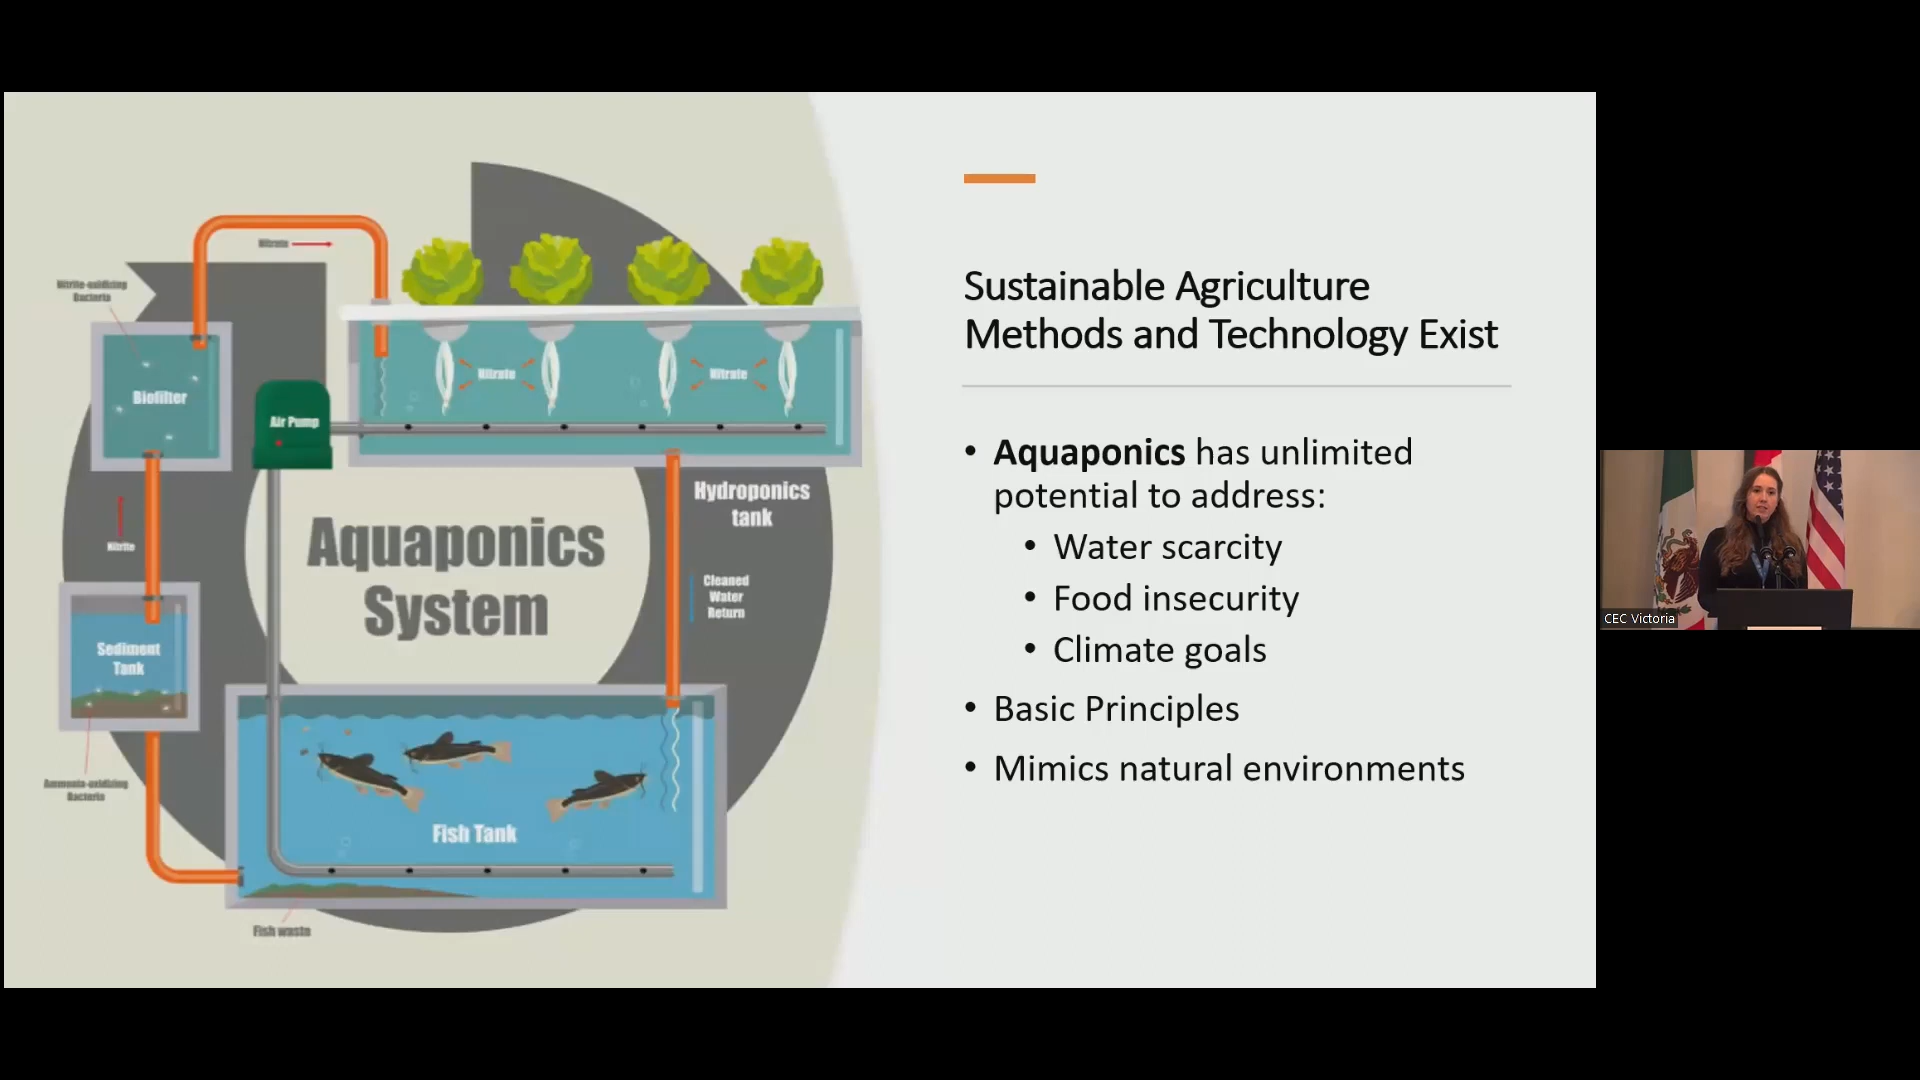 Nitrate
Nitrite-oxidizing
Bacteria
Biofilter
Air Pump
Nitrate
Nitrate
Hydroponics
tank
Aquaponics
System
Nitrite
Cleaned
Water
Return
Sediment
Tank
Ammonia-oxidizing
Bacteria
Fish Tank
Fish waste
Sustainable Agriculture
Methods and Technology Exist
• Aquaponics has unlimited
potential to address:
• Water scarcity
• Food insecurity
• Climate goals
• Basic Principles
• Mimics natural environments
CEC Victoria